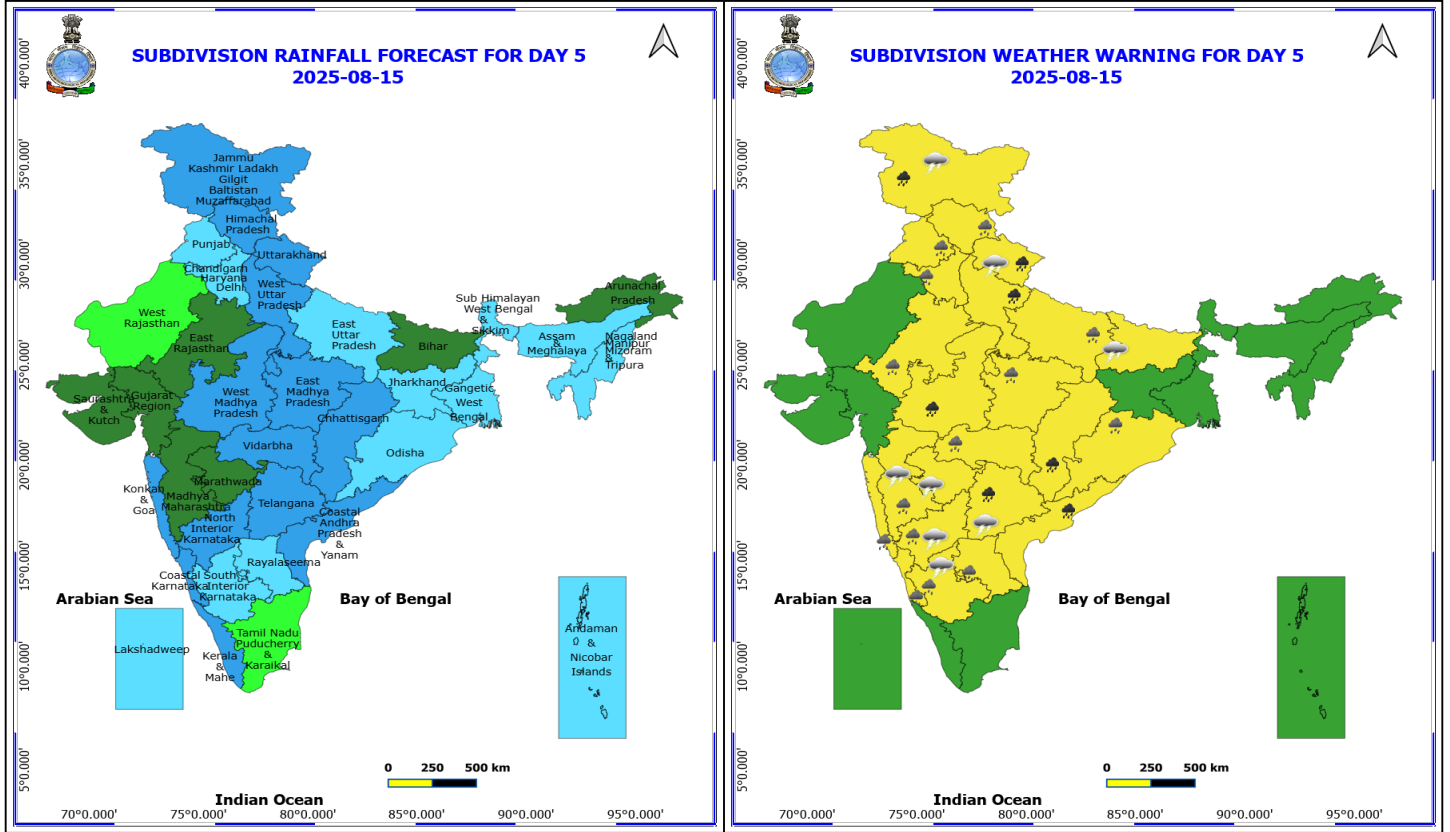 SUBDIVISION RAINFALL FORECAST FOR DAY 5
2025-08-15
40°0.000'
35°0.000'
30°0.000'
25°0.000'
20°0.000'
15°0.000'
10°0.000'
5°0.000'
Jammu
Kashmir Ladakh
Gilgit
Baltistan
Muzaffarabad
Himachal
Pradesh
Punjab
Uttarakhand
Chandigarh
Haryana
Delhi
West
Uttar
Pradesh
West
Rajasthan
East
Rajasthan
East
Uttar
Pradesh
Bihar
Sub Himalayan
West Bengal
&
Sikkim
Arunachal
Pradesh
Assam
&
Meghalaya
Nagaland
Manipur
Mizoram
&
Tripura
Saurashtra
&
Kutch
Gujarat
Region
West
Madhya
Pradesh
East
Madhya
Pradesh
Jharkhand
Gangetic
West
Bengal
Chhattisgarh
Odisha
Vidarbha
Marathwada
Madhya
Maharashtra
Konkan
&
Goa
Telangana
North
Interior
Karnataka
Coastal
Andhra
Pradesh
&
Yanam
Rayalaseema
Coastal
Karnataka
South
Interior
Karnataka
Arabian Sea
Bay of Bengal
Lakshadweep
Kerala
&
Mahe
Tamil Nadu
Puducherry
&
Karaikal
Andaman
&
Nicobar
Islands
0 250 500 km
Indian Ocean
70°0.000' 75°0.000' 80°0.000' 85°0.000' 90°0.000' 95°0.000'
SUBDIVISION WEATHER WARNING FOR DAY 5
2025-08-15
40°0.000'
35°0.000'
30°0.000'
25°0.000'
20°0.000'
15°0.000'
10°0.000'
5°0.000'
Arabian Sea
Bay of Bengal
0 250 500 km
Indian Ocean
70°0.000' 75°0.000' 80°0.000' 85°0.000' 90°0.000' 95°0.000'